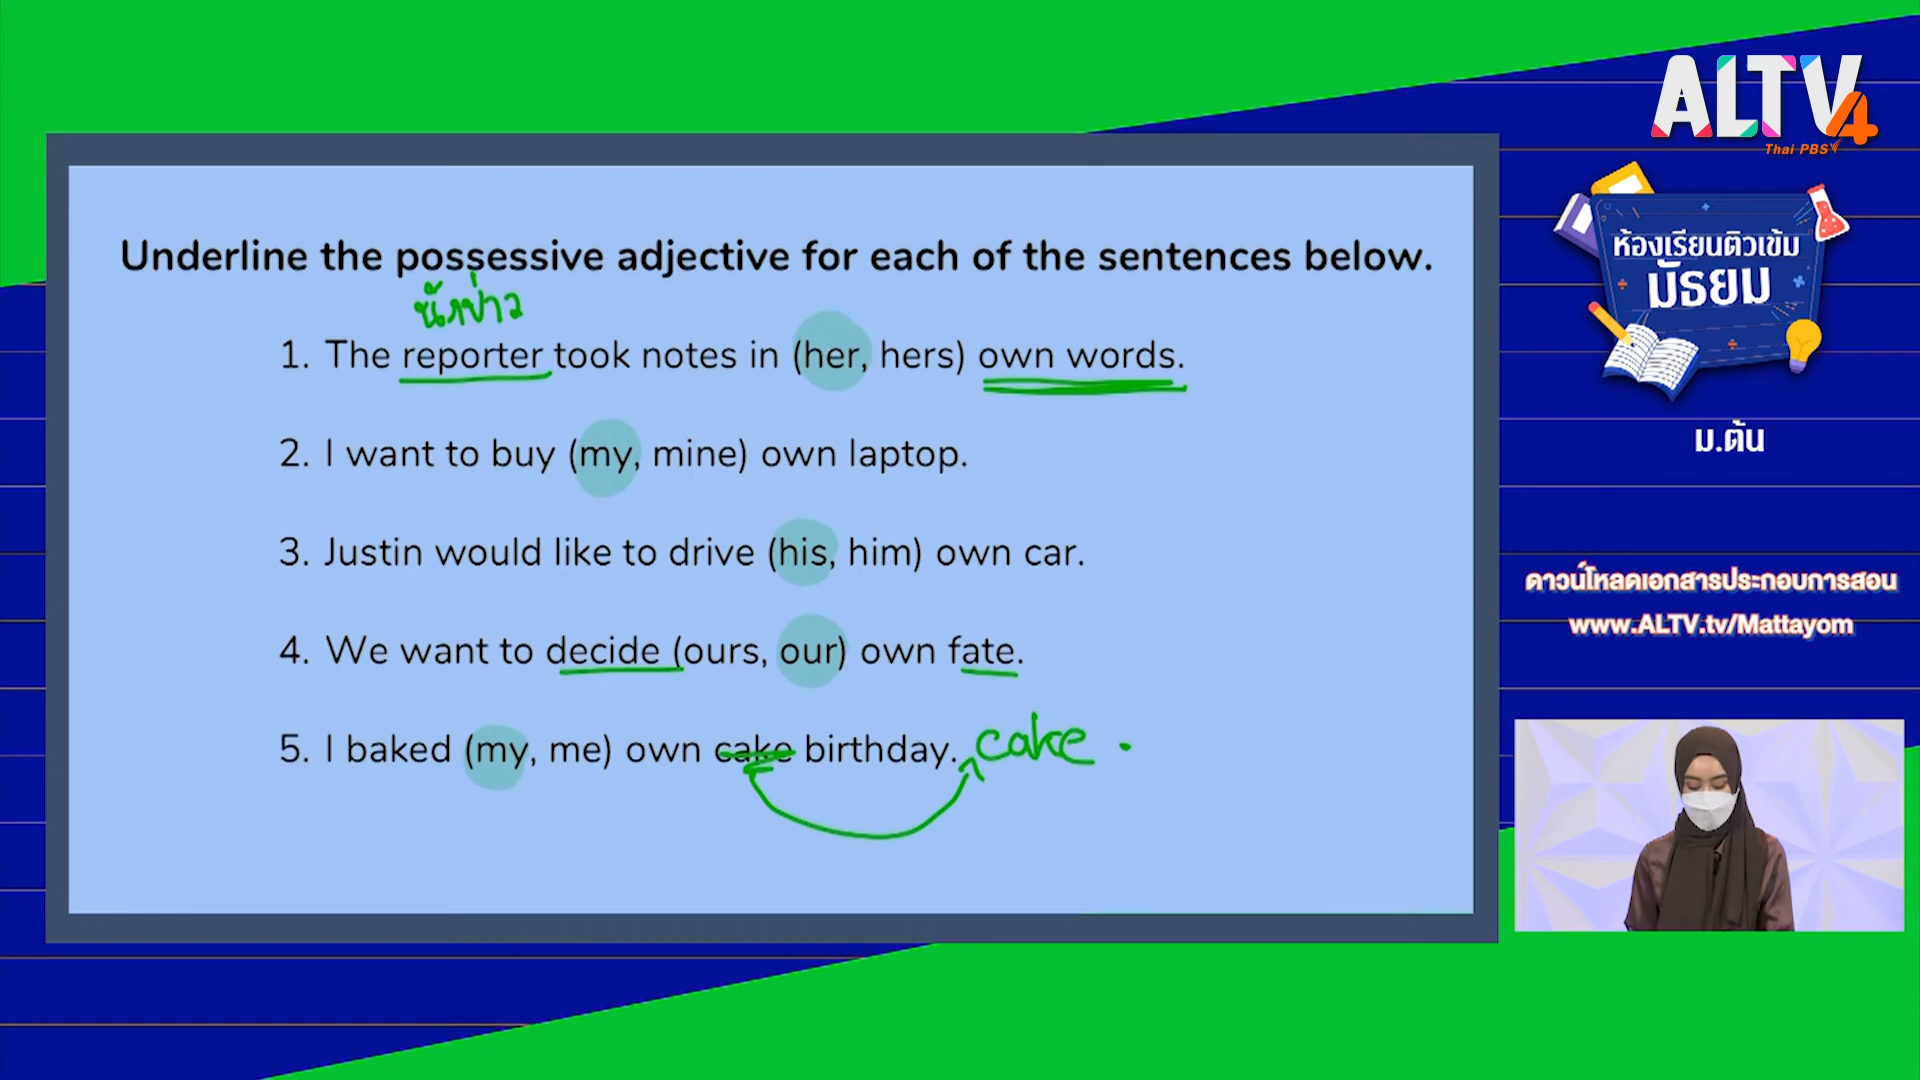 ALTV4
Thai PBS
ห้องเรียนติวเข้ม
มัธยม
ม.ต้น
ดาวน์โหลดเอกสารประกอบการสอน
www.ALTV.tv/Mattayom
Underline the possessive adjective for each of the sentences below.
นักข่าว
1. The reporter took notes in (her, hers) own words.
2. I want to buy (my, mine) own laptop.
3. Justin would like to drive (his, him) own car.
4. We want to decide (ours, our) own fate.
5. I baked (my, me) own cake birthday. cake.